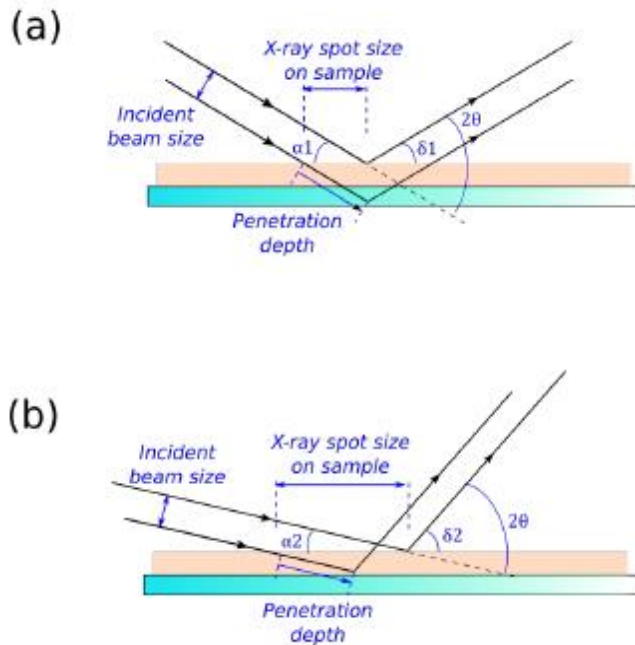 (a)
X-ray spot size
on sample
Incident
beam size
α1
δ1
2θ
Penetration
depth
(b)
Incident
beam size
X-ray spot size
on sample
α2
δ2
2θ
Penetration
depth